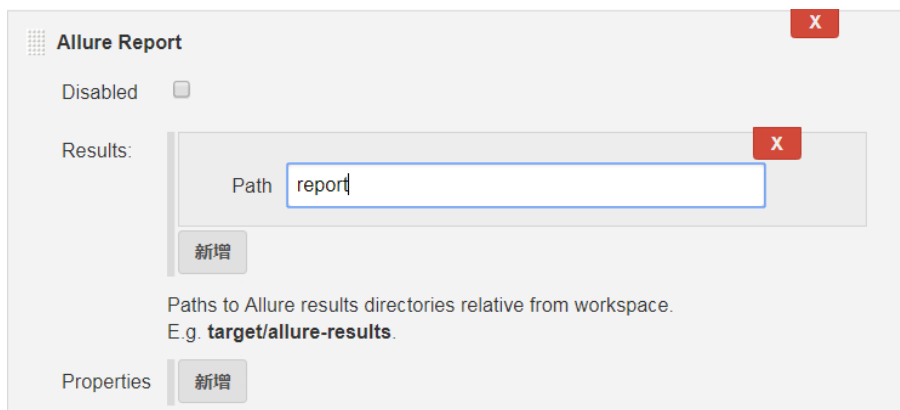 X
Allure Report
Disabled
Results:
X
Path report
新增
Paths to Allure results directories relative from workspace.
E.g. target/allure-results.
Properties 新增